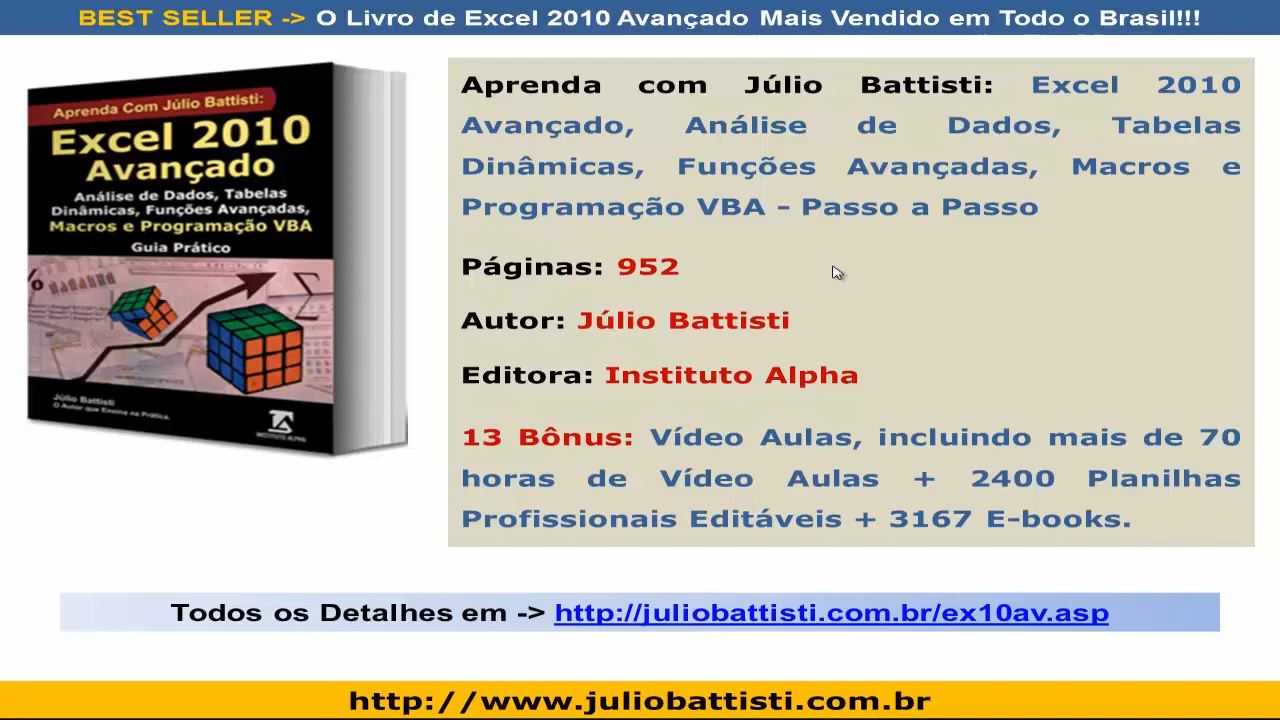 BEST SELLER -> O Livro de Excel 2010 Avançado Mais Vendido em Todo o Brasil!!!
Aprenda Com Júlio Battisti:
Excel 2010
Avançado
Análise de Dados, Tabelas
Dinâmicas, Funções Avançadas,
Macros e Programação VBA
Guia Prático
%
Σ
Júlio Battisti
O Autor que Ensina na Prática.
INSTITUTO ALPHA
Aprenda com Júlio Battisti: Excel 2010
Avançado, Análise de Dados, Tabelas
Dinâmicas, Funções Avançadas, Macros e
Programação VBA - Passo a Passo
Páginas: 952
Autor: Júlio Battisti
Editora: Instituto Alpha
13 Bônus: Vídeo Aulas, incluindo mais de 70
horas de Vídeo Aulas + 2400 Planilhas
Profissionais Editáveis + 3167 E-books.
Todos os Detalhes em -> http://juliobattisti.com.br/ex10av.asp
http://www.juliobattisti.com.br